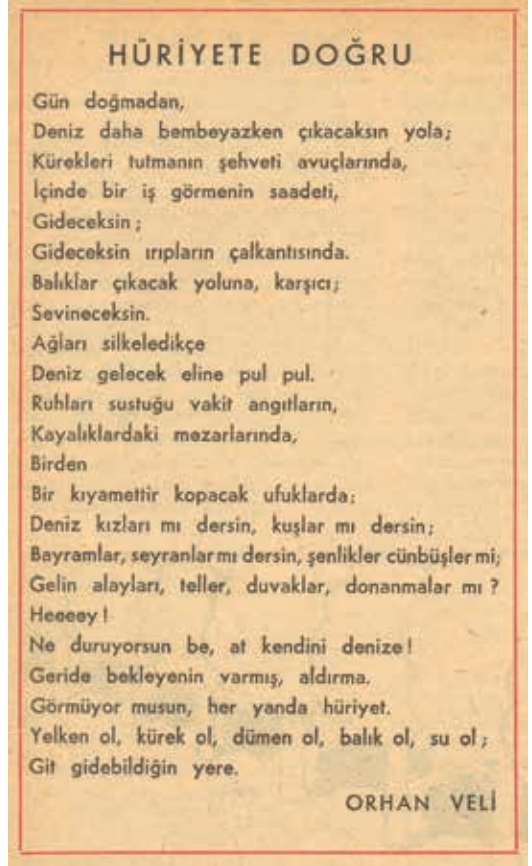 HÜRİYETE DOĞRU
Gün doğmadan,
Deniz daha bembeyazken çıkacaksın yola;
Kürekleri tutmanın şehveti avuçlarında,
İçinde bir iş görmenin saadeti,
Gideceksin;
Gideceksin ırıpların çalkantısında.
Balıklar çıkacak yoluna, karşıcı;
Sevineceksin.
Ağları silkeledikçe
Deniz gelecek eline pul pul.
Ruhları sustuğu vakit angıtların,
Kayalıklardaki mezarlarında,
Birden
Bir kıyamettir kopacak ufuklarda;
Deniz kızları mı dersin, kuşlar mı dersin;
Bayramlar, seyranlar mı dersin, şenlikler cünbüşler mi;
Gelin alayları, teller, duvaklar, donanmalar mı ?
Heeeey !
Ne duruyorsun be, at kendini denize !
Geride bekleyenin varmış, aldırma.
Görmüyor musun, her yanda hüriyet.
Yelken ol, kürek ol, dümen ol, balık ol, su ol ;
Git gidebildiğin yere.
ORHAN VELİ